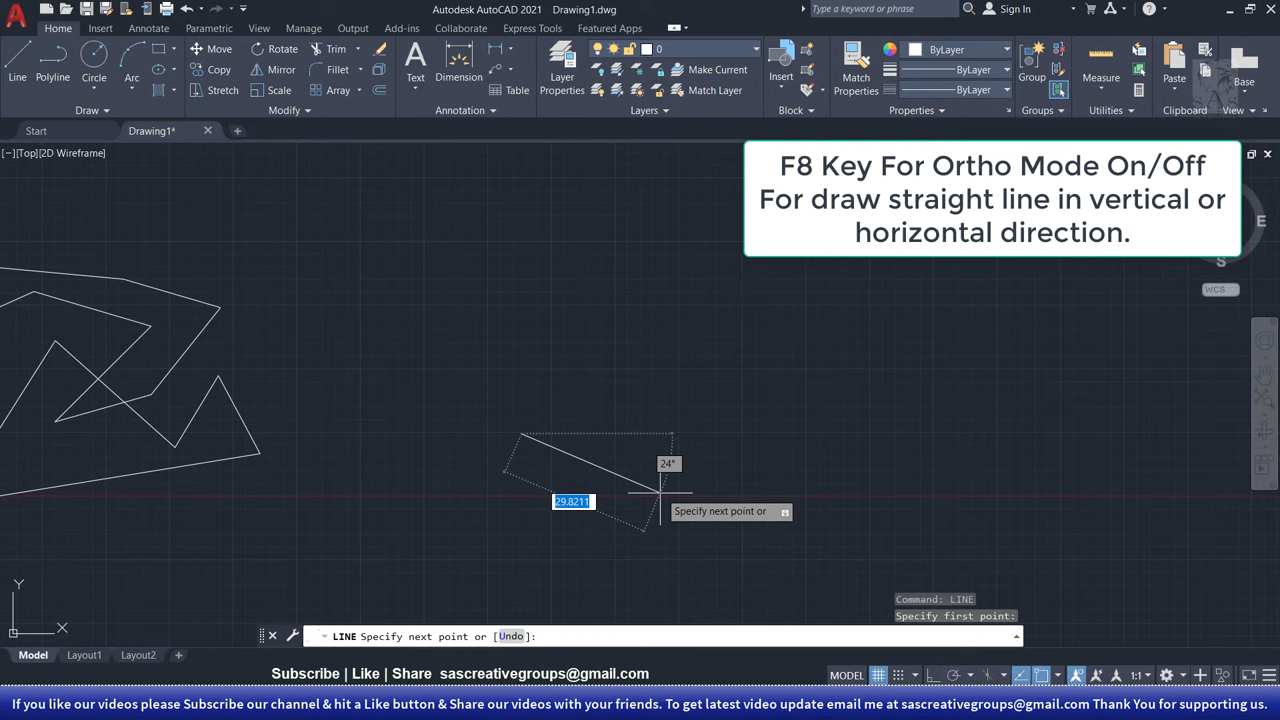 Autodesk AutoCAD 2021 Drawing1.dwg
Type a keyword or phrase
Sign In
Home Insert Annotate Parametric View Manage Output Add-ins Collaborate Express Tools Featured Apps
Line Polyline Circle Arc
Move Rotate Trim
Copy Mirror Fillet
Stretch Scale Array
Text Dimension Table
Layer Properties
0
Make Current
Match Layer
Insert
Match Properties
ByLayer
ByLayer
ByLayer
Group
Measure
Paste
Base
Draw Modify Annotation Layers Block Properties Groups Utilities Clipboard View
Start Drawing1*
[−][Top][2D Wireframe]
F8 Key For Ortho Mode On/Off
For draw straight line in vertical or
horizontal direction.
E
S
WCS
24°
29.8211
Specify next point or
Y
X
Command: LINE
Specify first point:
LINE Specify next point or [Undo]:
Model Layout1 Layout2
Subscribe | Like | Share sascreativegroups@gmail.com
MODEL
1:1
If you like our videos please Subscribe our channel & hit a Like button & Share our videos with your friends. To get latest video update email me at sascreativegroups@gmail.com Thank You for supporting us.